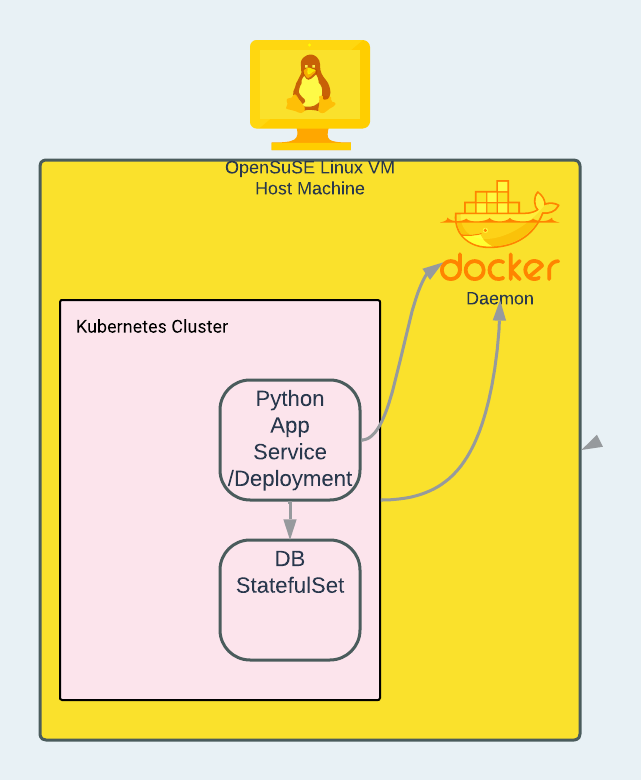 OpenSuSE Linux VM
Host Machine
docker
Daemon
Kubernetes Cluster
Python
App
Service
/Deployment
DB
StatefulSet